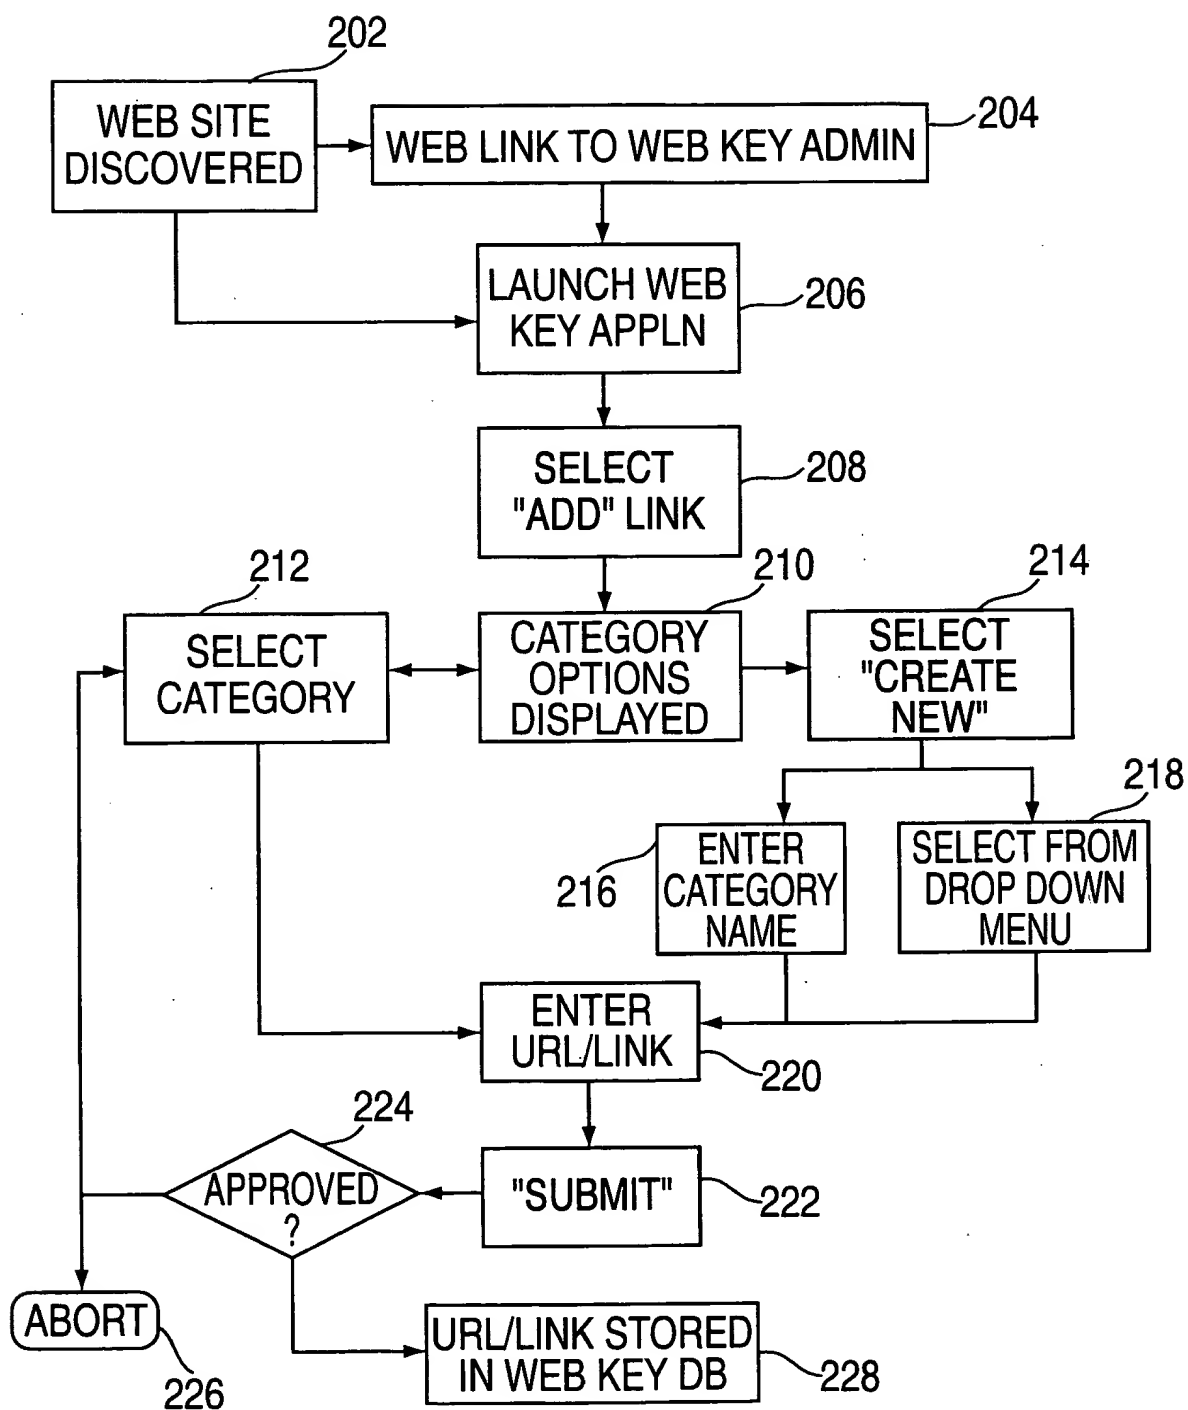 202
WEB SITE
DISCOVERED
204
WEB LINK TO WEB KEY ADMIN
LAUNCH WEB
KEY APPLN
206
SELECT
"ADD" LINK
208
212
SELECT
CATEGORY
210
CATEGORY
OPTIONS
DISPLAYED
214
SELECT
"CREATE
NEW"
216
ENTER
CATEGORY
NAME
218
SELECT FROM
DROP DOWN
MENU
ENTER
URL/LINK
220
"SUBMIT"
222
224
APPROVED
?
ABORT
226
URL/LINK STORED
IN WEB KEY DB
228